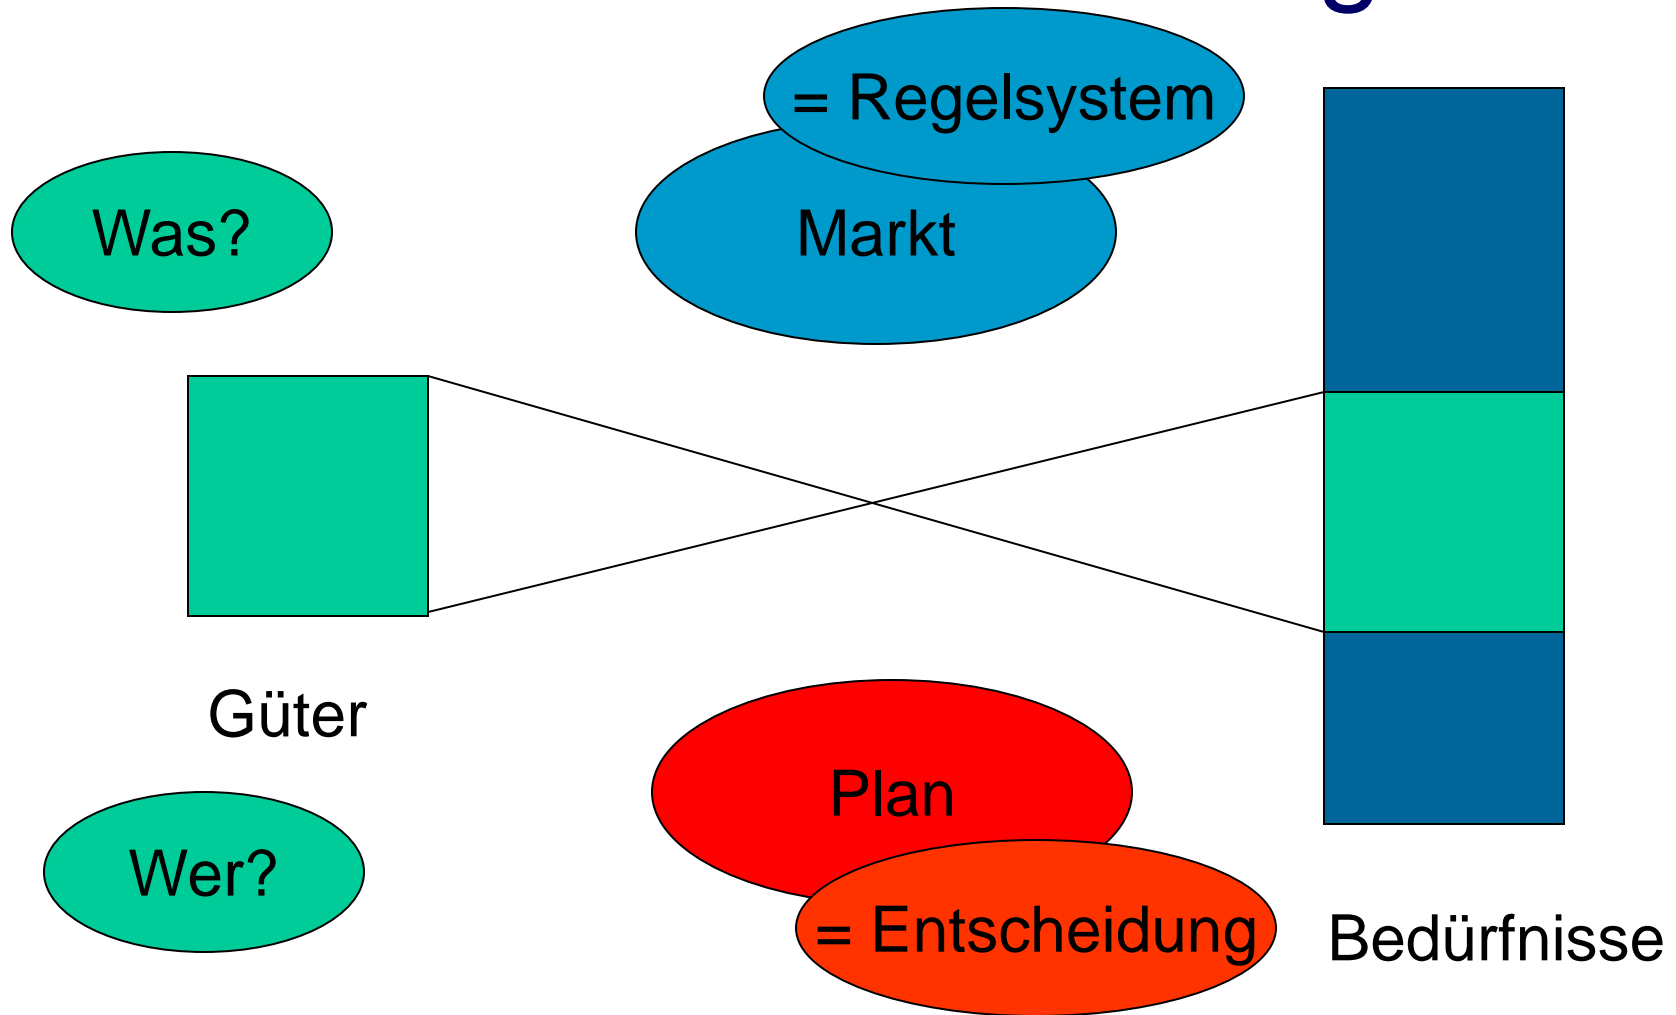 = Regelsystem
Was?
Markt
Güter
Plan
Wer?
= Entscheidung
Bedürfnisse